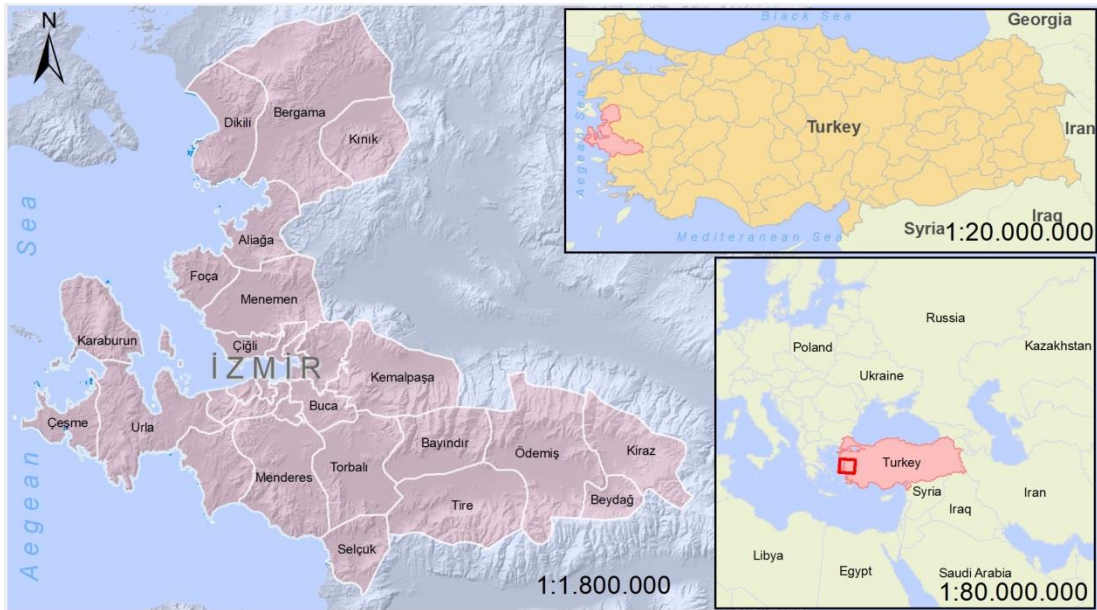 N
Dikili
Bergama
Kınık
Aliağa
Foça
Menemen
Karaburun
Çiğli
İZMİR
Kemalpaşa
Çeşme
Urla
Buca
Bayındır
Ödemiş
Kiraz
Menderes
Torbalı
Tire
Beydağ
Selçuk
Aegean Sea
1:1.800.000
Black Sea
Georgia
Turkey
Iran
Aegean Sea
Mediteranean Sea
Syria
Iraq
1:20.000.000
Russia
Poland
Kazakhstan
Ukraine
Turkey
Syria
Iran
Iraq
Libya
Egypt
Saudi Arabia
1:80.000.000